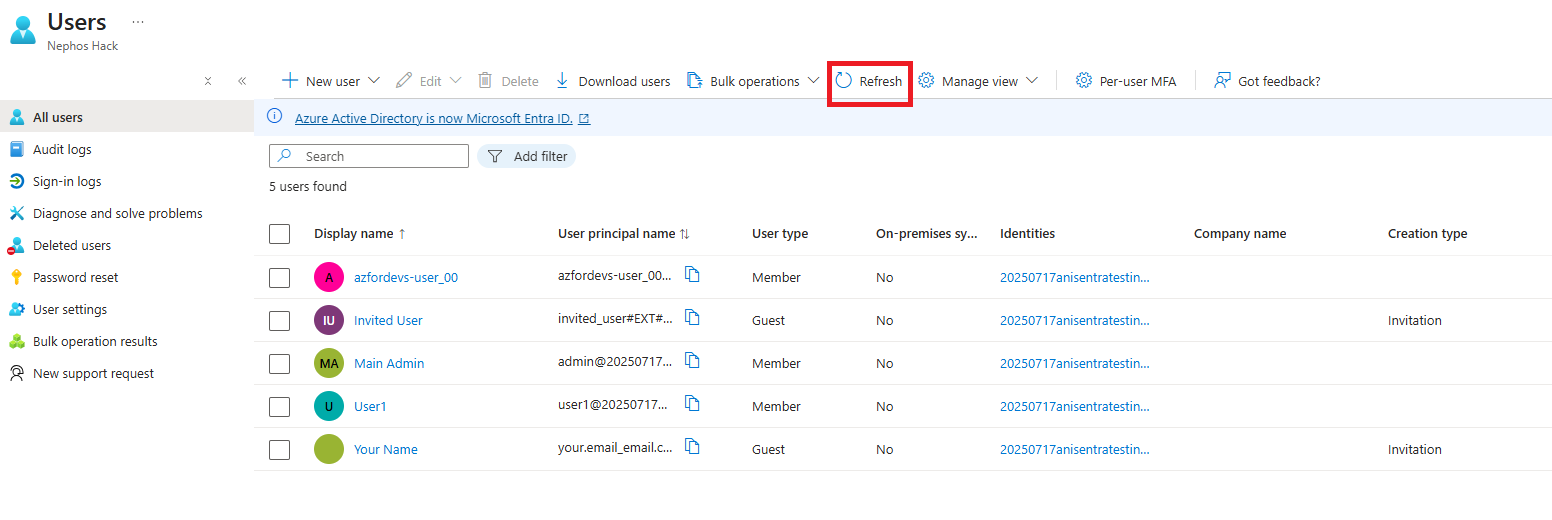 Users ...
Nephos Hack
New user Edit Delete Download users Bulk operations Refresh Manage view Per-user MFA Got feedback?
All users
Audit logs
Sign-in logs
Diagnose and solve problems
Deleted users
Password reset
User settings
Bulk operation results
New support request
Azure Active Directory is now Microsoft Entra ID.
Search Add filter
5 users found
Display name User principal name User type On-premises sy... Identities Company name Creation type
A azfordevs-user_00 azfordevs-user_00... Member No 20250717anisentratestin...
IU Invited User invited_user#EXT#... Guest No 20250717anisentratestin... Invitation
MA Main Admin admin@20250717... Member No 20250717anisentratestin...
U User1 user1@20250717... Member No 20250717anisentratestin...
Your Name your.email_email.c... Guest No 20250717anisentratestin... Invitation